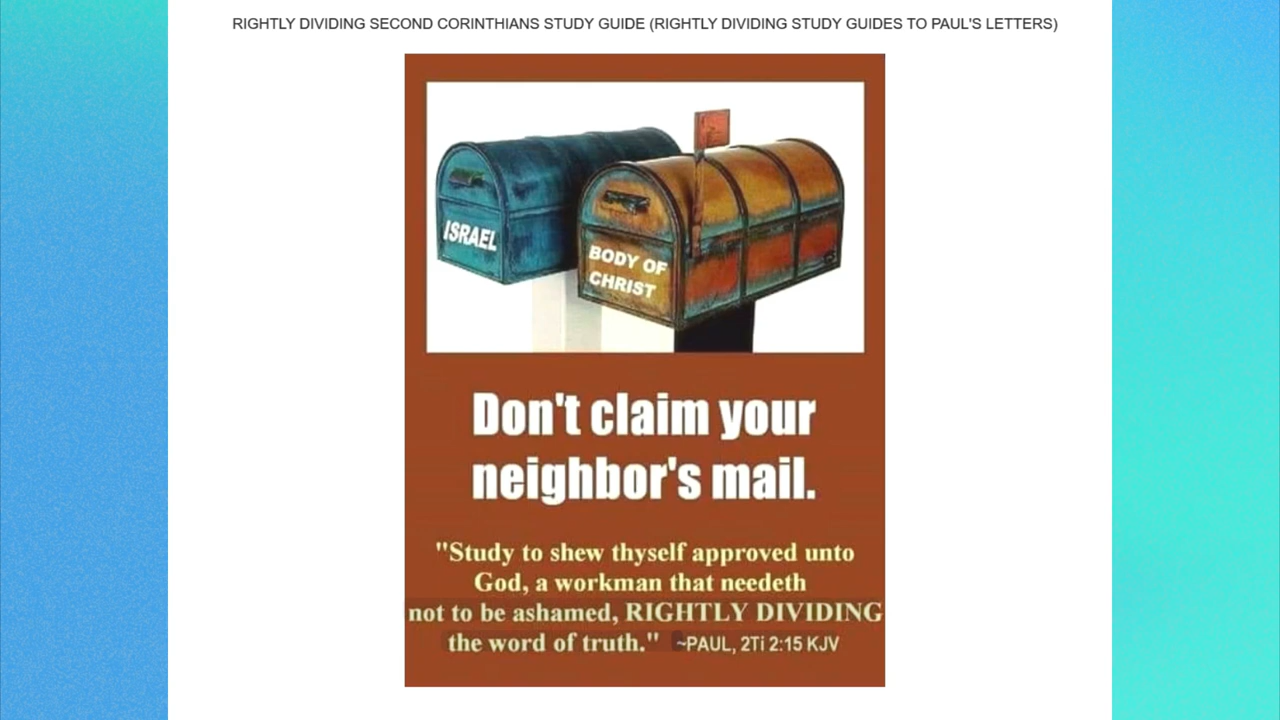 RIGHTLY DIVIDING SECOND CORINTHIANS STUDY GUIDE (RIGHTLY DIVIDING STUDY GUIDES TO PAUL'S LETTERS)
ISRAEL
BODY OF
CHRIST
Don't claim your
neighbor's mail.
"Study to shew thyself approved unto
God, a workman that needeth
not to be ashamed, RIGHTLY DIVIDING
the word of truth." ~PAUL, 2Ti 2:15 KJV